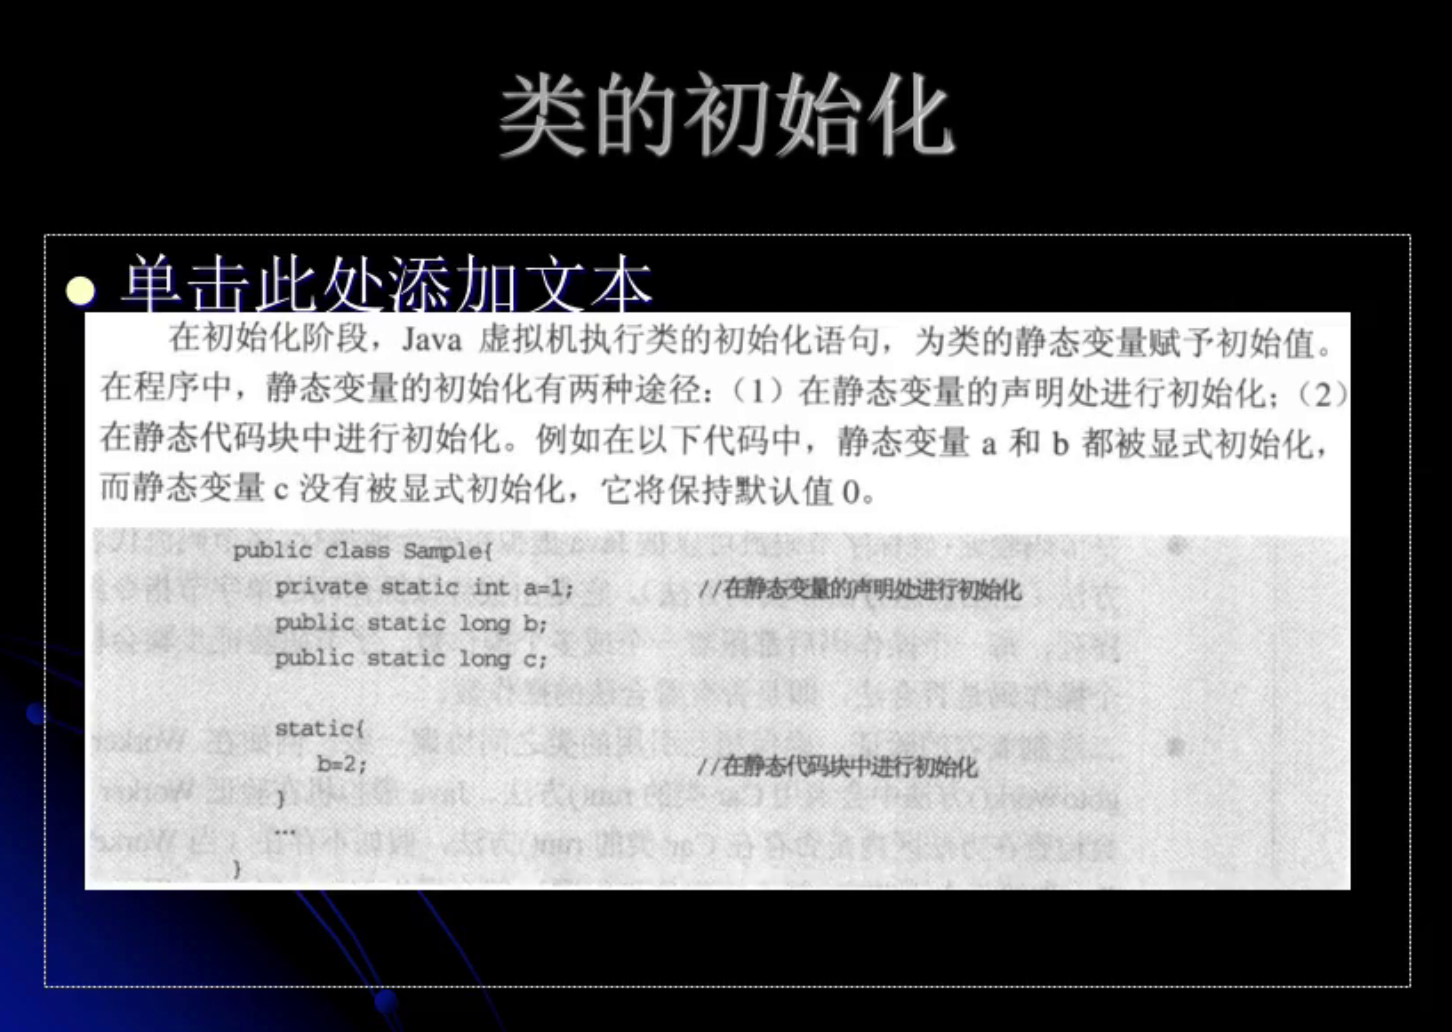 类的初始化
单击此处添加文本
在初始化阶段，Java 虚拟机执行类的初始化语句，为类的静态变量赋予初始值。
在程序中，静态变量的初始化有两种途径：（1）在静态变量的声明处进行初始化；（2）
在静态代码块中进行初始化。例如在以下代码中，静态变量 a 和 b 都被显式初始化，
而静态变量 c 没有被显式初始化，它将保持默认值 0。
public class Sample{
private static int a=1; //在静态变量的声明处进行初始化
public static long b;
public static long c;
static{
b=2; //在静态代码块中进行初始化
}
...
}